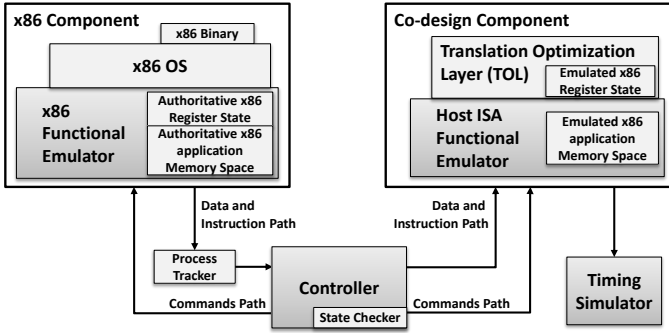 x86 Component
x86 Binary
x86 OS
x86
Functional
Emulator
Authoritative x86
Register State
Authoritative x86
application
Memory Space
Co-design Component
Translation Optimization
Layer (TOL)
Emulated x86
Register State
Host ISA
Functional
Emulator
Emulated x86
application
Memory Space
Data and
Instruction Path
Process
Tracker
Commands Path
Controller
State Checker
Data and
Instruction Path
Commands Path
Timing
Simulator